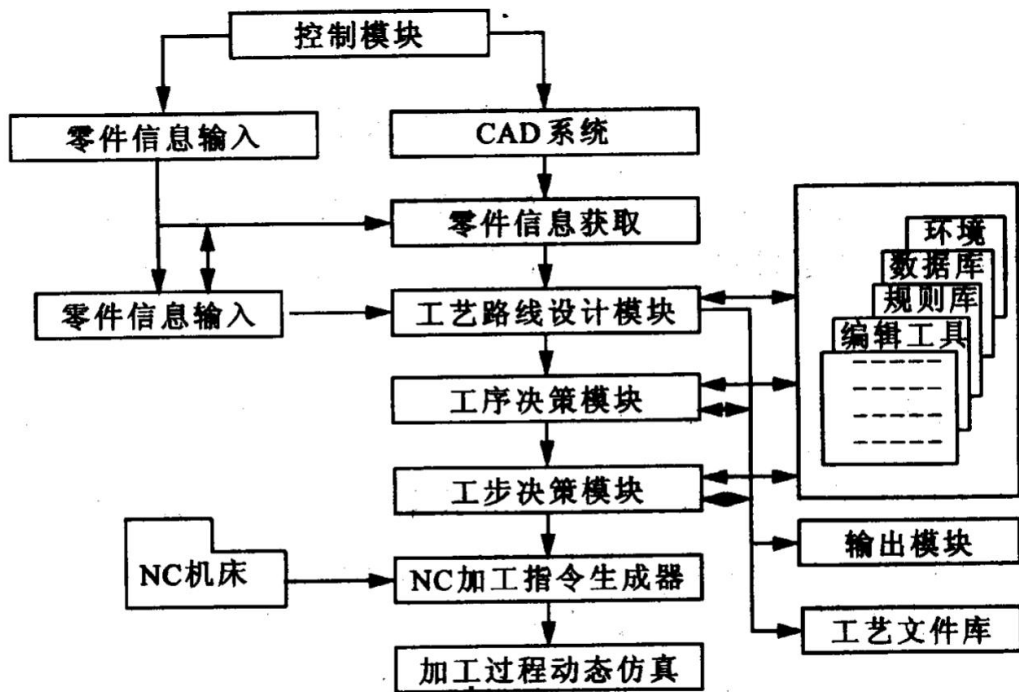 控制模块
零件信息输入
CAD系统
零件信息获取
零件信息输入
工艺路线设计模块
工序决策模块
工步决策模块
NC机床
NC加工指令生成器
加工过程动态仿真
环境
数据库
规则库
编辑工具
输出模块
工艺文件库